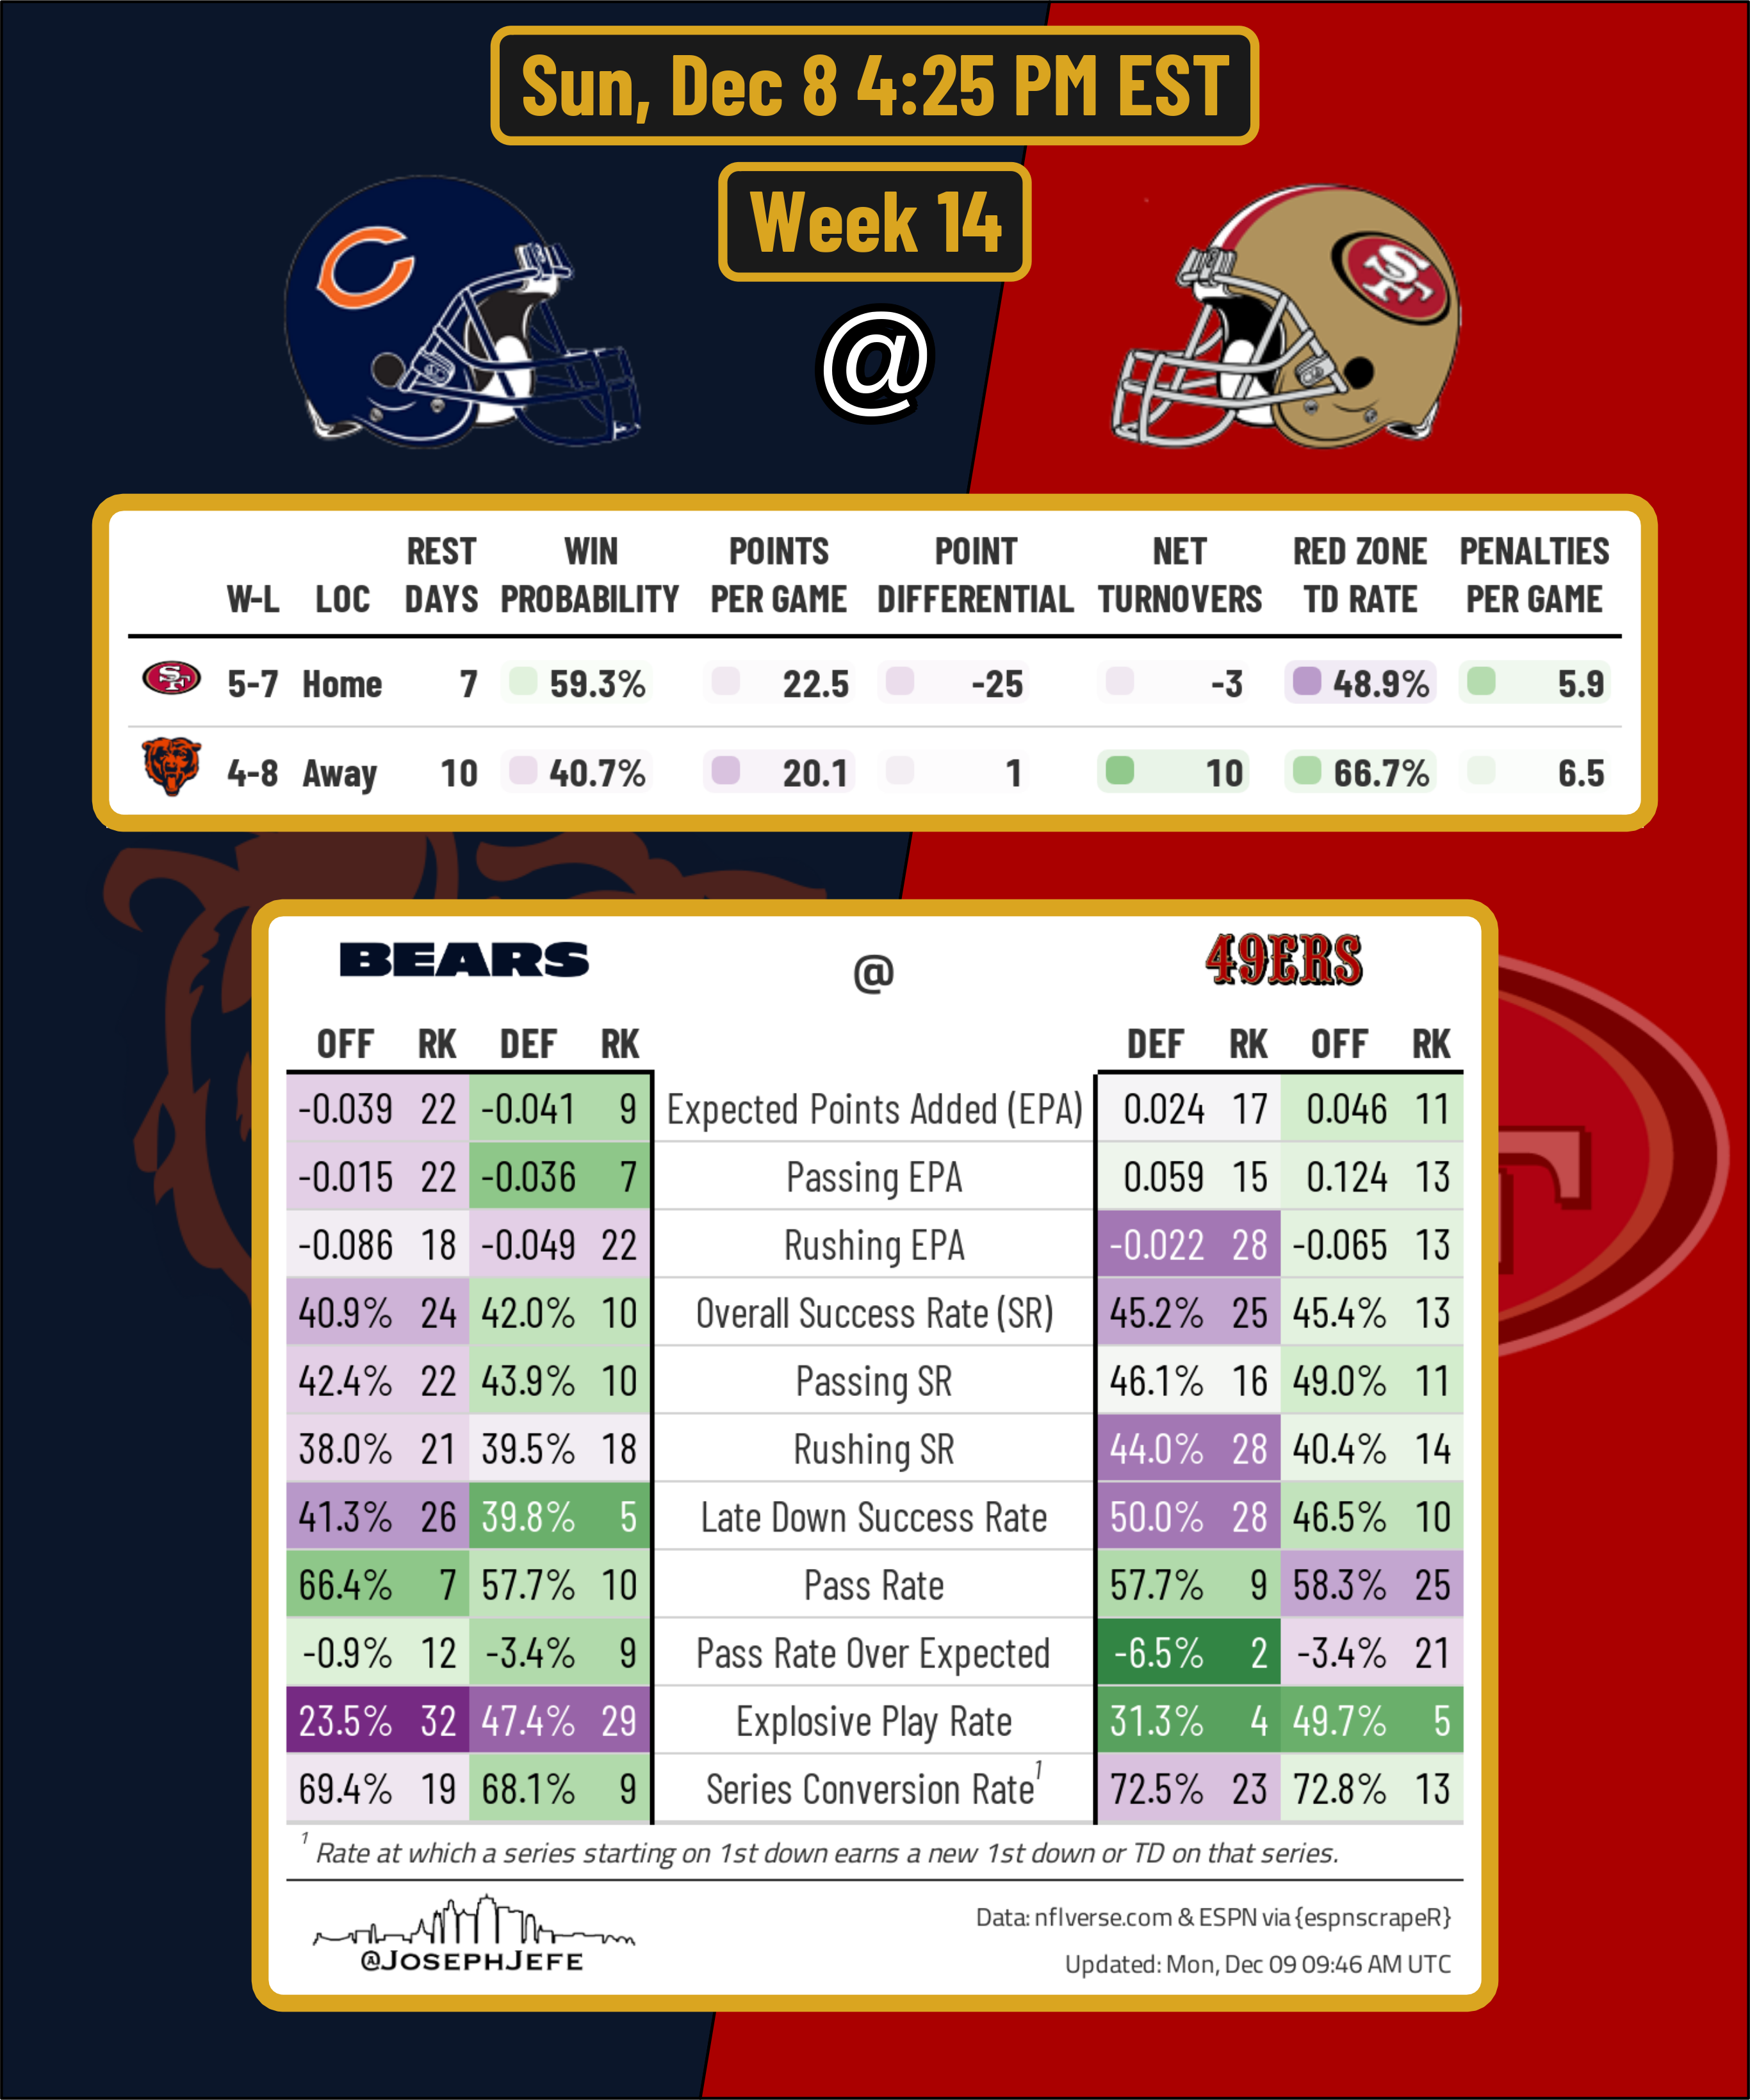 Sun, Dec 8 4:25 PM EST
Week 14
C
SF
@
REST WIN POINTS POINT NET RED ZONE PENALTIES
W-L LOC DAYS PROBABILITY PER GAME DIFFERENTIAL TURNOVERS TD RATE PER GAME
SF 5-7 Home 7 59.3% 22.5 -25 -3 48.9% 5.9
4-8 Away 10 40.7% 20.1 1 10 66.7% 6.5
BEARS @ 49ERS
OFF RK DEF RK DEF RK OFF RK
-0.039 22 -0.041 9 Expected Points Added (EPA) 0.024 17 0.046 11
-0.015 22 -0.036 7 Passing EPA 0.059 15 0.124 13
-0.086 18 -0.049 22 Rushing EPA -0.022 28 -0.065 13
40.9% 24 42.0% 10 Overall Success Rate (SR) 45.2% 25 45.4% 13
42.4% 22 43.9% 10 Passing SR 46.1% 16 49.0% 11
38.0% 21 39.5% 18 Rushing SR 44.0% 28 40.4% 14
41.3% 26 39.8% 5 Late Down Success Rate 50.0% 28 46.5% 10
66.4% 7 57.7% 10 Pass Rate 57.7% 9 58.3% 25
-0.9% 12 -3.4% 9 Pass Rate Over Expected -6.5% 2 -3.4% 21
23.5% 32 47.4% 29 Explosive Play Rate 31.3% 4 49.7% 5
69.4% 19 68.1% 9 Series Conversion Rate¹ 72.5% 23 72.8% 13
¹ Rate at which a series starting on 1st down earns a new 1st down or TD on that series.
@JOSEPHJEFE
Data: nflverse.com & ESPN via {espnscrapeR}
Updated: Mon, Dec 09 09:46 AM UTC